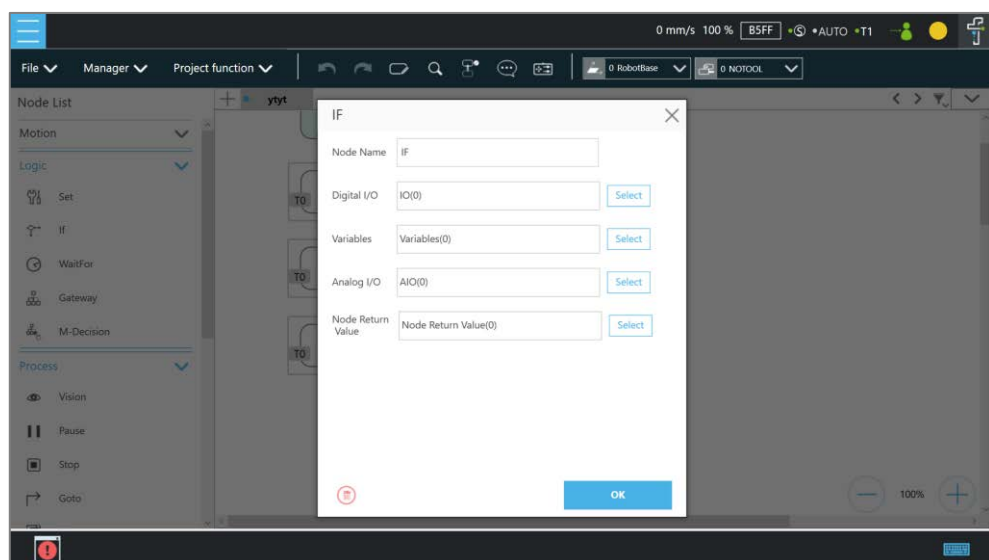 0 mm/s 100 % B5FF •Ⓢ •AUTO •T1
File Manager Project function 0 RobotBase 0 NOTOOL
Node List
ytyt
Motion
Logic
Set
If
WaitFor
Gateway
M-Decision
Process
Vision
Pause
Stop
Goto
T0
T0
T0
IF
Node Name IF
Digital I/O IO(0) Select
Variables Variables(0) Select
Analog I/O AIO(0) Select
Node Return
Value
Node Return Value(0) Select
OK
100%